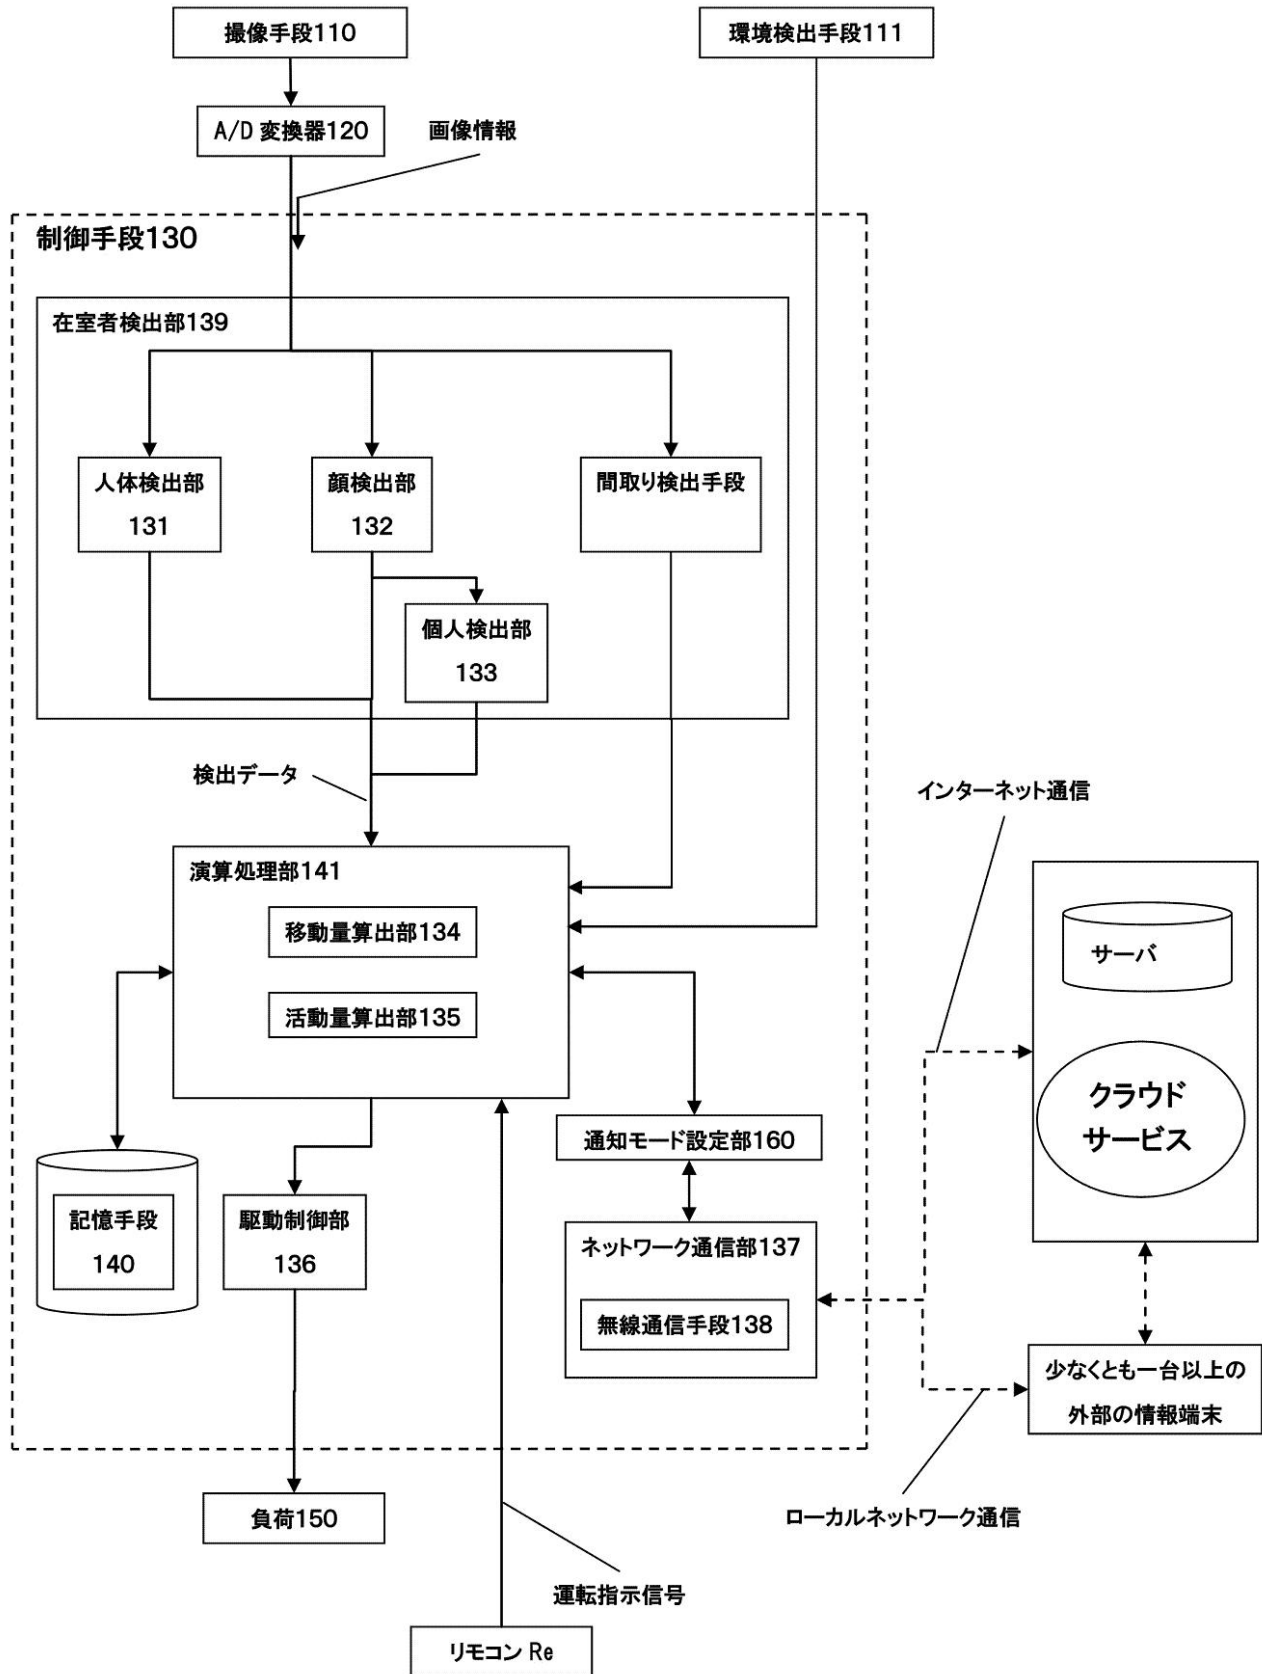 撮像手段110
環境検出手段111
A/D 変換器120
画像情報
制御手段130
在室者検出部139
人体検出部
131
顔検出部
132
間取り検出手段
個人検出部
133
検出データ
インターネット通信
演算処理部141
移動量算出部134
活動量算出部135
サーバ
クラウド
サービス
通知モード設定部160
記憶手段
140
駆動制御部
136
ネットワーク通信部137
無線通信手段138
少なくとも一台以上の
外部の情報端末
負荷150
ローカルネットワーク通信
運転指示信号
リモコン Re